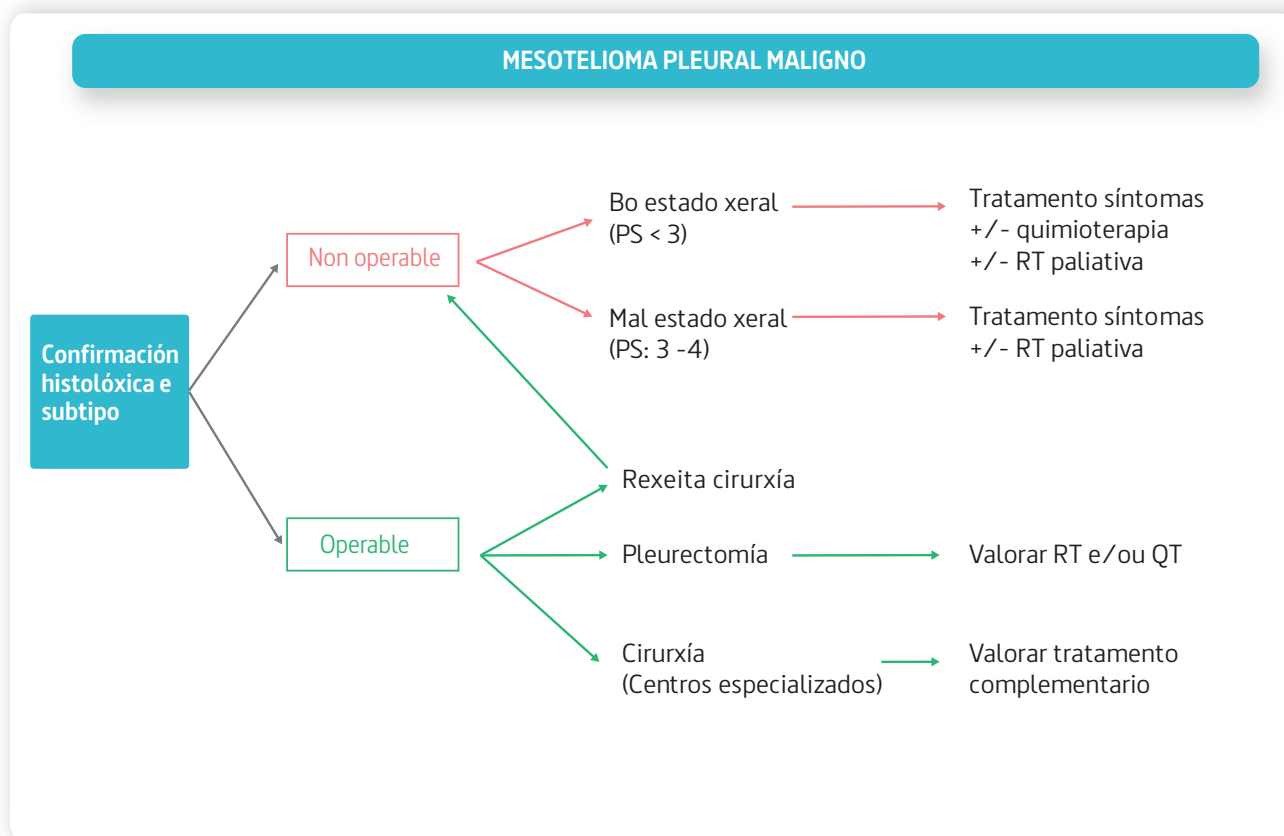 MESOTELIOMA PLEURAL MALIGNO
Confirmación
histolóxica e
subtipo
Non operable
Bo estado xeral
(PS < 3)
Tratamento síntomas
+/- quimioterapia
+/- RT paliativa
Mal estado xeral
(PS: 3 -4)
Tratamento síntomas
+/- RT paliativa
Operable
Rexeita cirurxía
Pleurectomía
Valorar RT e/ou QT
Cirurxía
(Centros especializados)
Valorar tratamento
complementario